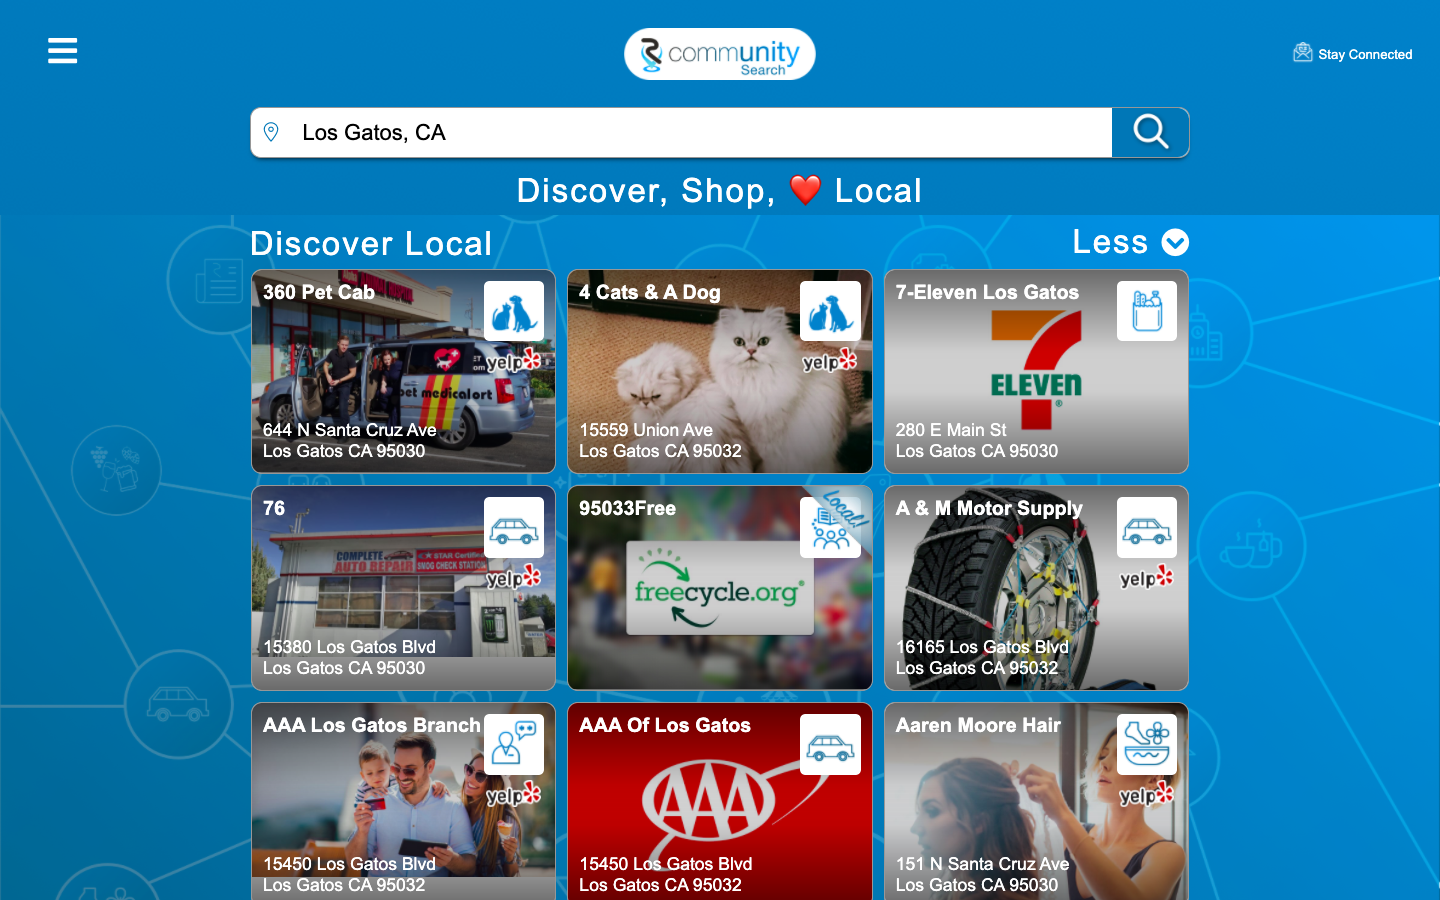 community
Search
Stay Connected
Los Gatos, CA
Discover, Shop, ❤️ Local
Discover Local
Less
360 Pet Cab
yelp
pet medical
644 N Santa Cruz Ave
Los Gatos CA 95030
4 Cats & A Dog
yelp
15559 Union Ave
Los Gatos CA 95032
7-Eleven Los Gatos
7
ELEVEN
280 E Main St
Los Gatos CA 95030
76
COMPLETE
AUTO REPAIR
STAR Certified
SMOG CHECK STATION
yelp
15380 Los Gatos Blvd
Los Gatos CA 95030
95033Free
Local!
freecycle.org®
A & M Motor Supply
yelp
16165 Los Gatos Blvd
Los Gatos CA 95032
AAA Los Gatos Branch
yelp
15450 Los Gatos Blvd
Los Gatos CA 95032
AAA Of Los Gatos
AAA
15450 Los Gatos Blvd
Los Gatos CA 95032
Aaren Moore Hair
yelp
151 N Santa Cruz Ave
Los Gatos CA 95030